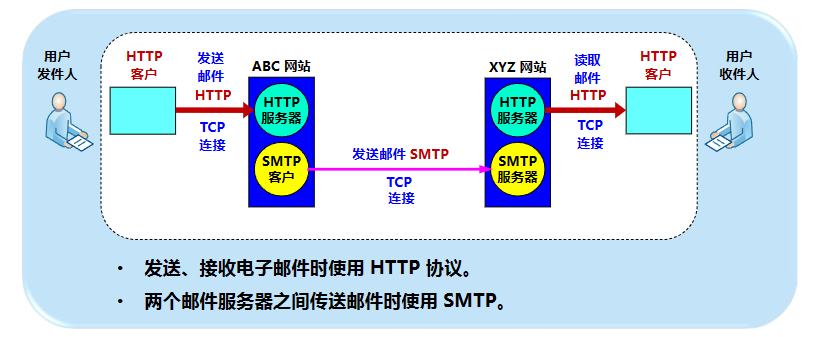 用户
发件人
HTTP
客户
发送
邮件
HTTP
TCP
连接
ABC 网站
HTTP
服务器
SMTP
客户
发送邮件 SMTP
TCP
连接
XYZ 网站
HTTP
服务器
SMTP
服务器
读取
邮件
HTTP
TCP
连接
HTTP
客户
用户
收件人
• 发送、接收电子邮件时使用 HTTP 协议。
• 两个邮件服务器之间传送邮件时使用 SMTP。